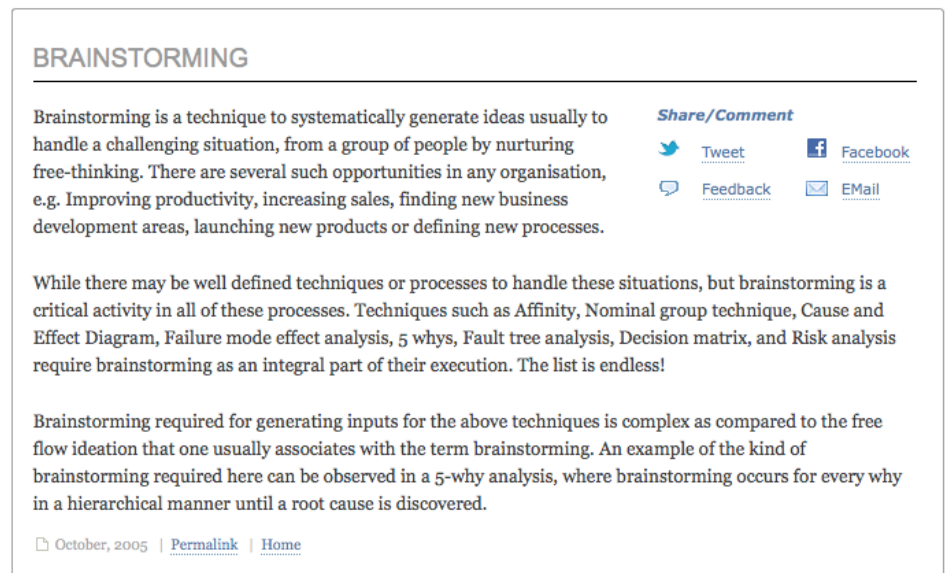 BRAINSTORMING
Brainstorming is a technique to systematically generate ideas usually to
handle a challenging situation, from a group of people by nurturing
free-thinking. There are several such opportunities in any organisation,
e.g. Improving productivity, increasing sales, finding new business
development areas, launching new products or defining new processes.
Share/Comment
Tweet
Facebook
Feedback
EMail
While there may be well defined techniques or processes to handle these situations, but brainstorming is a
critical activity in all of these processes. Techniques such as Affinity, Nominal group technique, Cause and
Effect Diagram, Failure mode effect analysis, 5 whys, Fault tree analysis, Decision matrix, and Risk analysis
require brainstorming as an integral part of their execution. The list is endless!
Brainstorming required for generating inputs for the above techniques is complex as compared to the free
flow ideation that one usually associates with the term brainstorming. An example of the kind of
brainstorming required here can be observed in a 5-why analysis, where brainstorming occurs for every why
in a hierarchical manner until a root cause is discovered.
October, 2005 | Permalink | Home